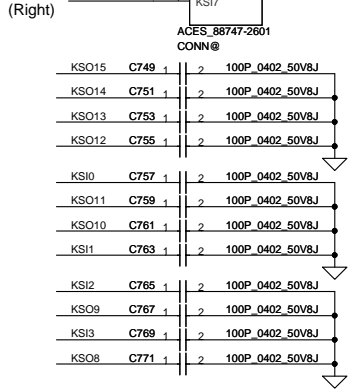 (Right)
KSI7
ACES_88747-2601
CONN@
KSO15 C749 1 2 100P_0402_50V8J
KSO14 C751 1 2 100P_0402_50V8J
KSO13 C753 1 2 100P_0402_50V8J
KSO12 C755 1 2 100P_0402_50V8J
KSI0 C757 1 2 100P_0402_50V8J
KSO11 C759 1 2 100P_0402_50V8J
KSO10 C761 1 2 100P_0402_50V8J
KSI1 C763 1 2 100P_0402_50V8J
KSI2 C765 1 2 100P_0402_50V8J
KSO9 C767 1 2 100P_0402_50V8J
KSI3 C769 1 2 100P_0402_50V8J
KSO8 C771 1 2 100P_0402_50V8J